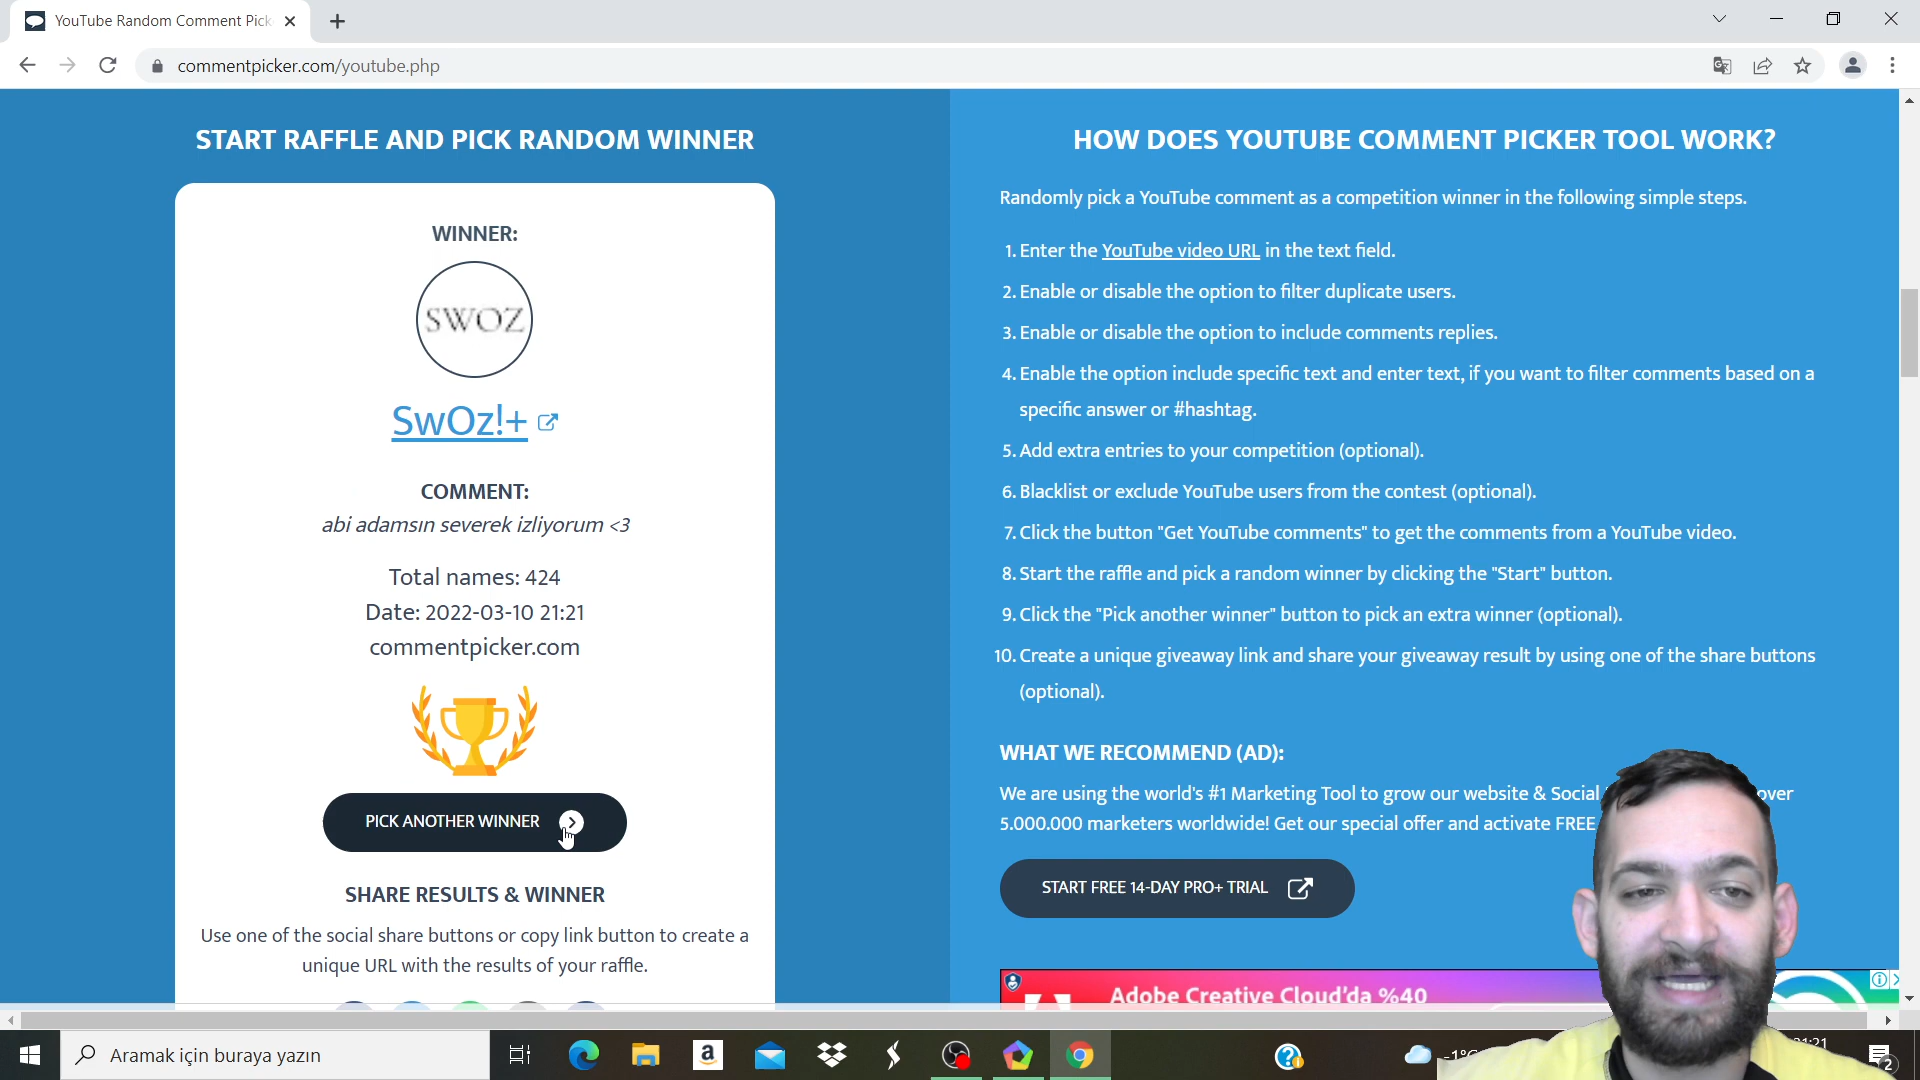 YouTube Random Comment Pick
commentpicker.com/youtube.php
START RAFFLE AND PICK RANDOM WINNER
WINNER:
SWOZ
SwOz!+
COMMENT:
abi adamsın severek izliyorum <3
Total names: 424
Date: 2022-03-10 21:21
commentpicker.com
PICK ANOTHER WINNER
SHARE RESULTS & WINNER
Use one of the social share buttons or copy link button to create a
unique URL with the results of your raffle.
HOW DOES YOUTUBE COMMENT PICKER TOOL WORK?
Randomly pick a YouTube comment as a competition winner in the following simple steps.
1. Enter the YouTube video URL in the text field.
2. Enable or disable the option to filter duplicate users.
3. Enable or disable the option to include comments replies.
4. Enable the option include specific text and enter text, if you want to filter comments based on a
specific answer or #hashtag.
5. Add extra entries to your competition (optional).
6. Blacklist or exclude YouTube users from the contest (optional).
7. Click the button "Get YouTube comments" to get the comments from a YouTube video.
8. Start the raffle and pick a random winner by clicking the "Start" button.
9. Click the "Pick another winner" button to pick an extra winner (optional).
10. Create a unique giveaway link and share your giveaway result by using one of the share buttons
(optional).
WHAT WE RECOMMEND (AD):
We are using the world's #1 Marketing Tool to grow our website & Social over
5.000.000 marketers worldwide! Get our special offer and activate FREE
START FREE 14-DAY PRO+ TRIAL
Adobe Creative Cloud'da %40
Aramak için buraya yazın
-1°C
21:21
2